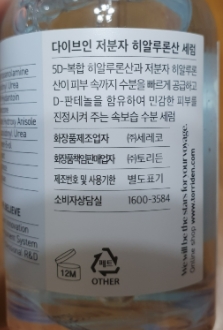 다이브인 저분자 히알루론산 세럼
5D-복합 히알루론산과 저분자 히알루론
산이 피부 속까지 수분을 빠르게 공급하고
D-판테놀을 함유하여 민감한 피부를
진정시켜 주는 속보습 수분 세럼
화장품제조업자 (주)세레코
화장품책임판매업자 (주)토리든
제조번호 및 사용기한 별도 표기
소비자상담실 1600-3584
12M
페트
OTHER
We will be the stars for your voyage.
Online shop www.torriden.com
Urea
System